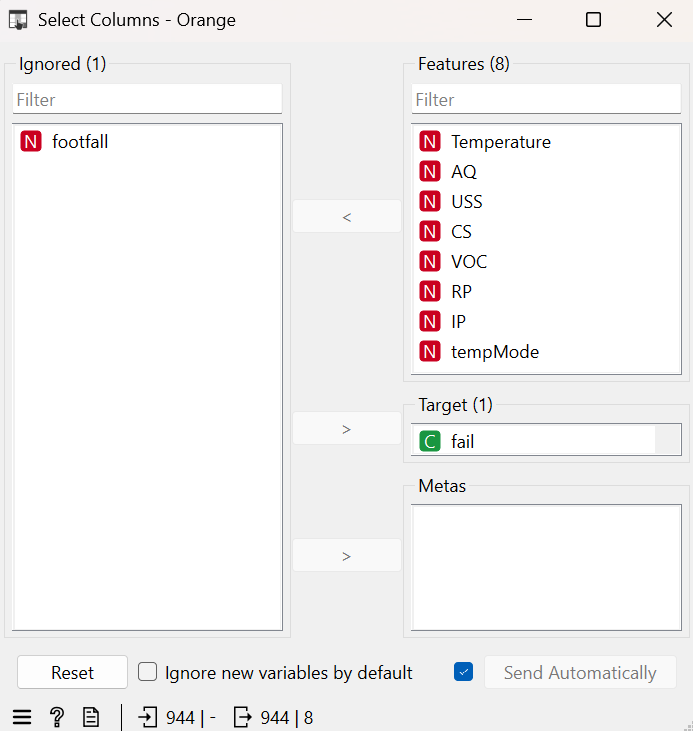 Select Columns - Orange
Ignored (1)
Filter
N footfall
<
>
>
Features (8)
Filter
N Temperature
N AQ
N USS
N CS
N VOC
N RP
N IP
N tempMode
Target (1)
C fail
Metas
Reset
Ignore new variables by default
Send Automatically
? 944 | - 944 | 8